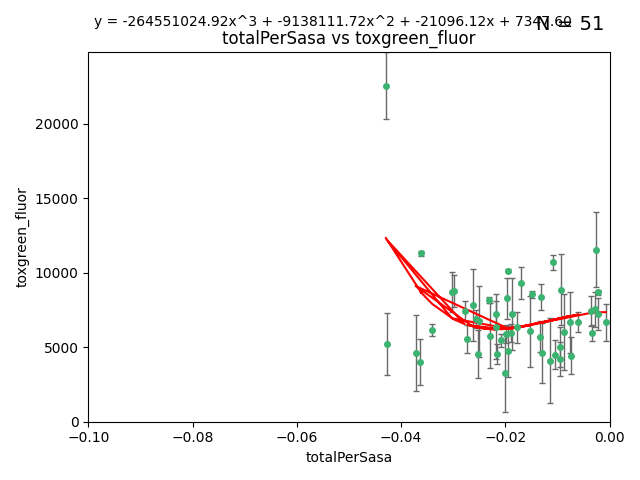 y = -264551024.92x^3 + -9138111.72x^2 + -21096.12x + 7341.60
N = 51
totalPerSasa vs toxgreen_fluor
toxgreen_fluor
20000
15000
10000
5000
0
−0.10 −0.08 −0.06 −0.04 −0.02 0.00
totalPerSasa